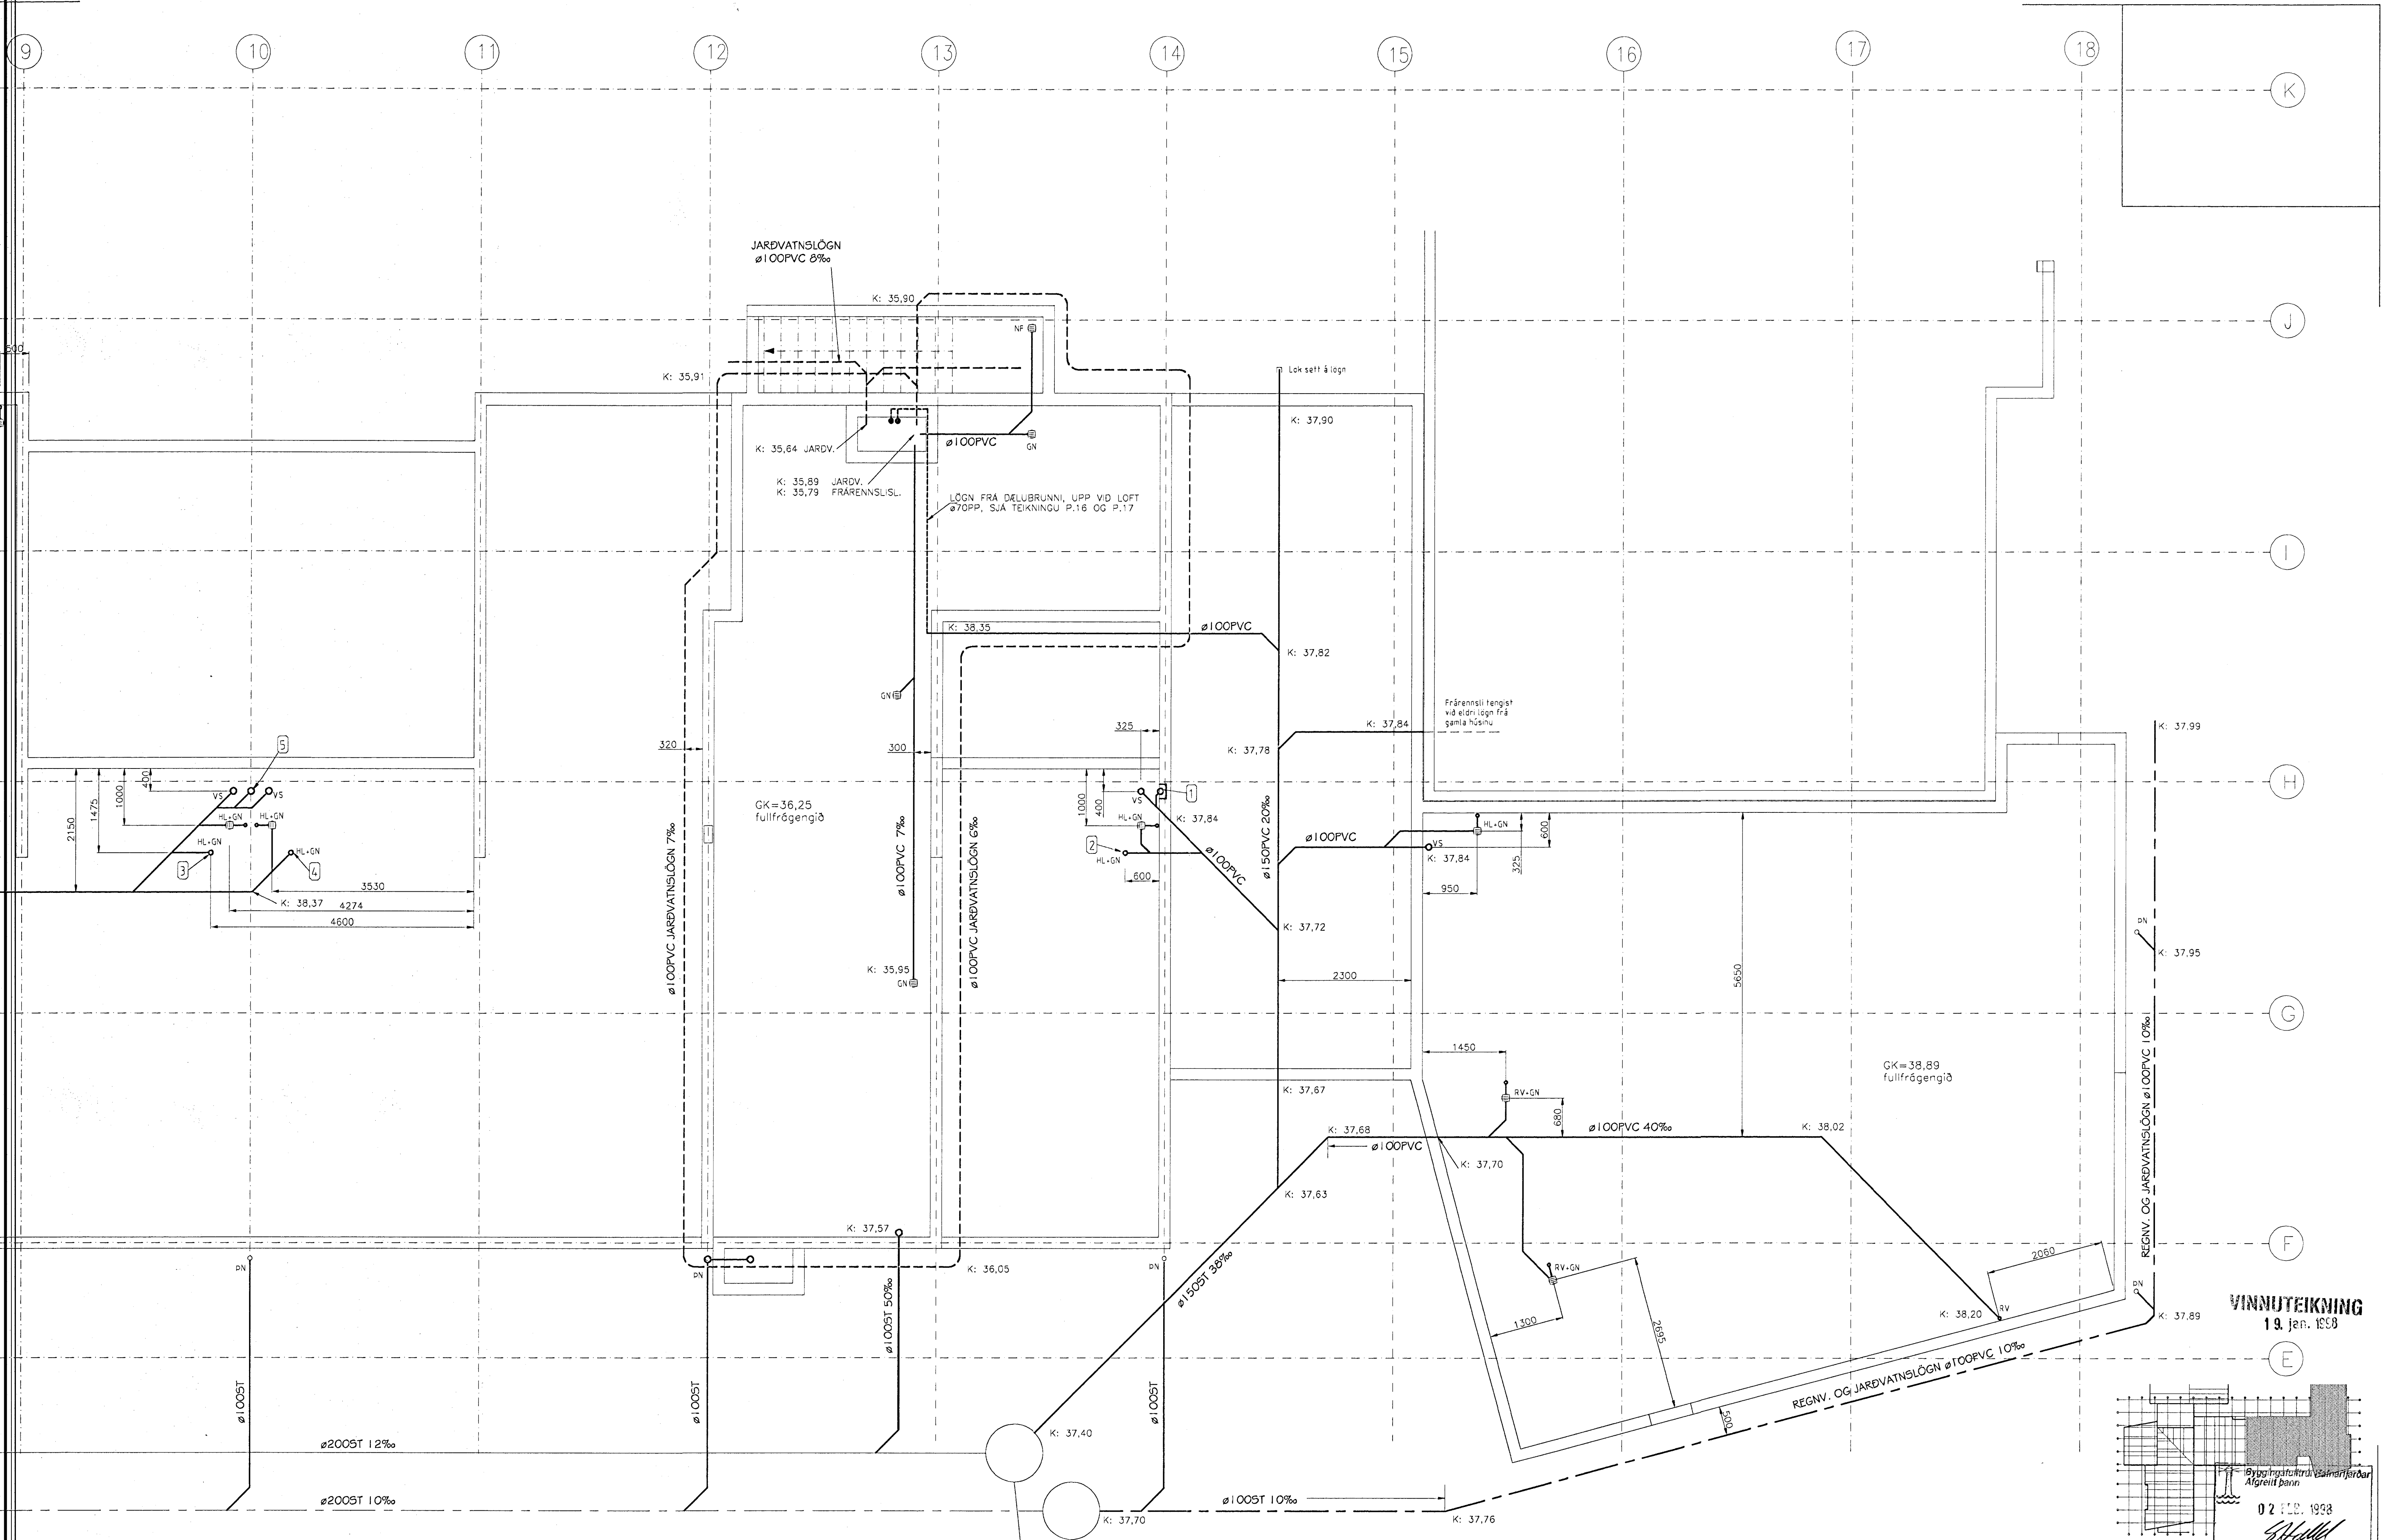 9
10
11
12
13
14
15
16
17
18
K
J
I
H
G
F
E
JARÐVATNSLÖGN
ø100PVC 8‰
K: 35,90
NF
500
K: 35,91
Lok sett á lögn
K: 37,90
K: 35,64 JARDV.
ø100PVC
GN
K: 35,89 JARDV.
K: 35,79 FRÁRENNSLISL.
LÖGN FRÁ DÆLUBRUNNI, UPP VIÐ LOFT
ø70PP, SJÁ TEIKNINGU P.16 OG P.17
K: 38,35
ø100PVC
K: 37,82
GN
Frárennsli tengist
við eldri lögn frá
gamla húsinu
K: 37,84
K: 37,78
K: 37,99
325
320
300
5
400
1000
1475
2150
VS
VS
HL+GN
HL+GN
HL+GN
HL+GN
3
4
3530
K: 38,37
4274
4600
GK=36,25
fullfrágengið
ø100PVC JARÐVATNSLÖGN 7‰
ø100PVC 7‰
ø100PVC JARÐVATNSLÖGN 6‰
1000
400
VS
1
HL+GN
K: 37,84
2
HL+GN
600
ø100PVC
ø150PVC 20‰
ø100PVC
HL+GN
VS
K: 37,84
325
600
950
K: 37,72
DN
K: 37,95
K: 35,95
GN
2300
5650
1450
GK=38,89
fullfrágengið
REGNV. OG JARÐVATNSLÖGN ø100PVC 10‰
K: 37,67
RV+GN
680
K: 37,68
ø100PVC
ø100PVC 40‰
K: 38,02
K: 37,70
K: 37,63
K: 37,57
DN
DN
DN
K: 36,05
ø150ST 38‰
ø100ST 50‰
RV+GN
1300
2695
2060
K: 38,20
RV
DN
K: 37,89
VINNUTEIKNING
19. jan. 1998
REGNV. OG JARÐVATNSLÖGN ø100PVC 10‰
500
ø100ST
ø100ST
ø100ST
ø200ST 12‰
K: 37,40
ø200ST 10‰
K: 37,70
ø100ST 10‰
K: 37,76
Byggingafulltrúi Hafnarfjarðar
Afgreitt þann
02 FEB. 1998